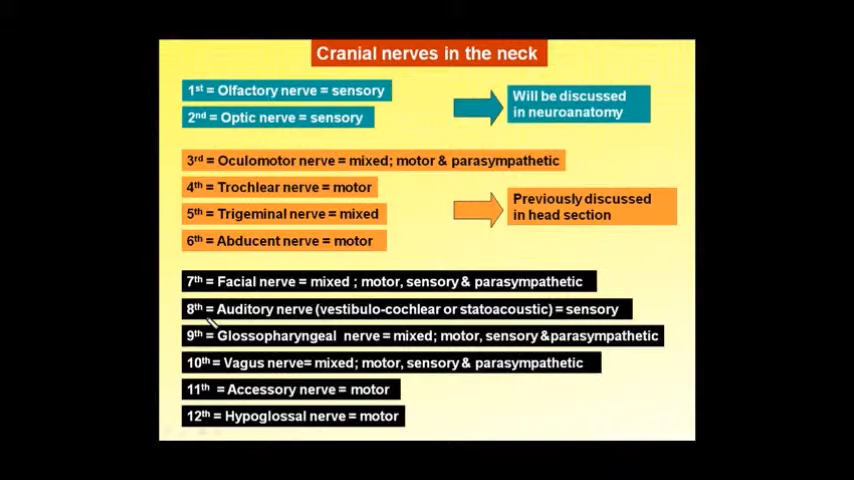 Cranial nerves in the neck
1st = Olfactory nerve = sensory
2nd = Optic nerve = sensory
Will be discussed
in neuroanatomy
3rd = Oculomotor nerve = mixed; motor & parasympathetic
4th = Trochlear nerve = motor
5th = Trigeminal nerve = mixed
6th = Abducent nerve = motor
Previously discussed
in head section
7th = Facial nerve = mixed ; motor, sensory & parasympathetic
8th = Auditory nerve (vestibulo-cochlear or statoacoustic) = sensory
9th = Glossopharyngeal nerve = mixed; motor, sensory &parasympathetic
10th = Vagus nerve= mixed; motor, sensory & parasympathetic
11th = Accessory nerve = motor
12th = Hypoglossal nerve = motor